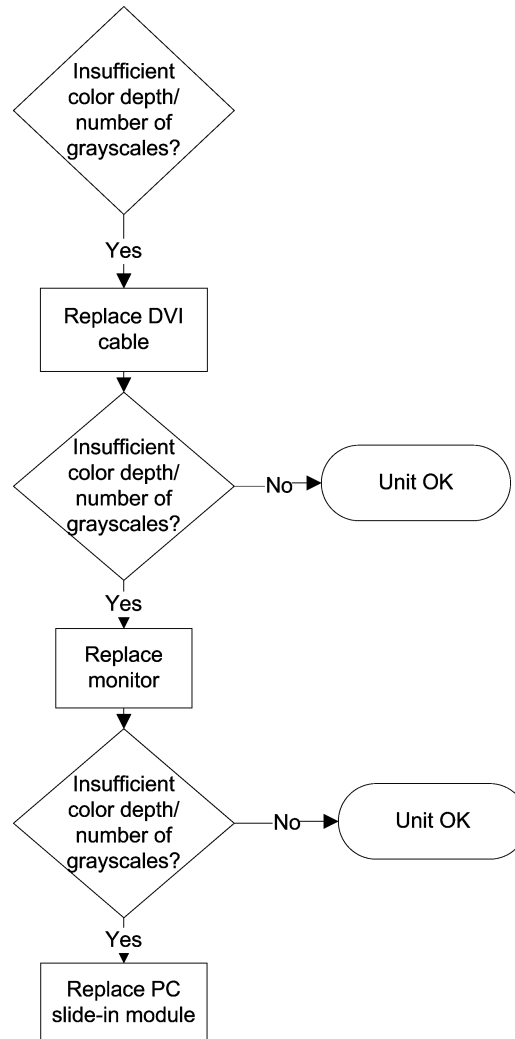 Insufficient
color depth/
number of
grayscales?
Yes
Replace DVI
cable
Insufficient
color depth/
number of
grayscales?
No
Unit OK
Yes
Replace
monitor
Insufficient
color depth/
number of
grayscales?
No
Unit OK
Yes
Replace PC
slide-in module